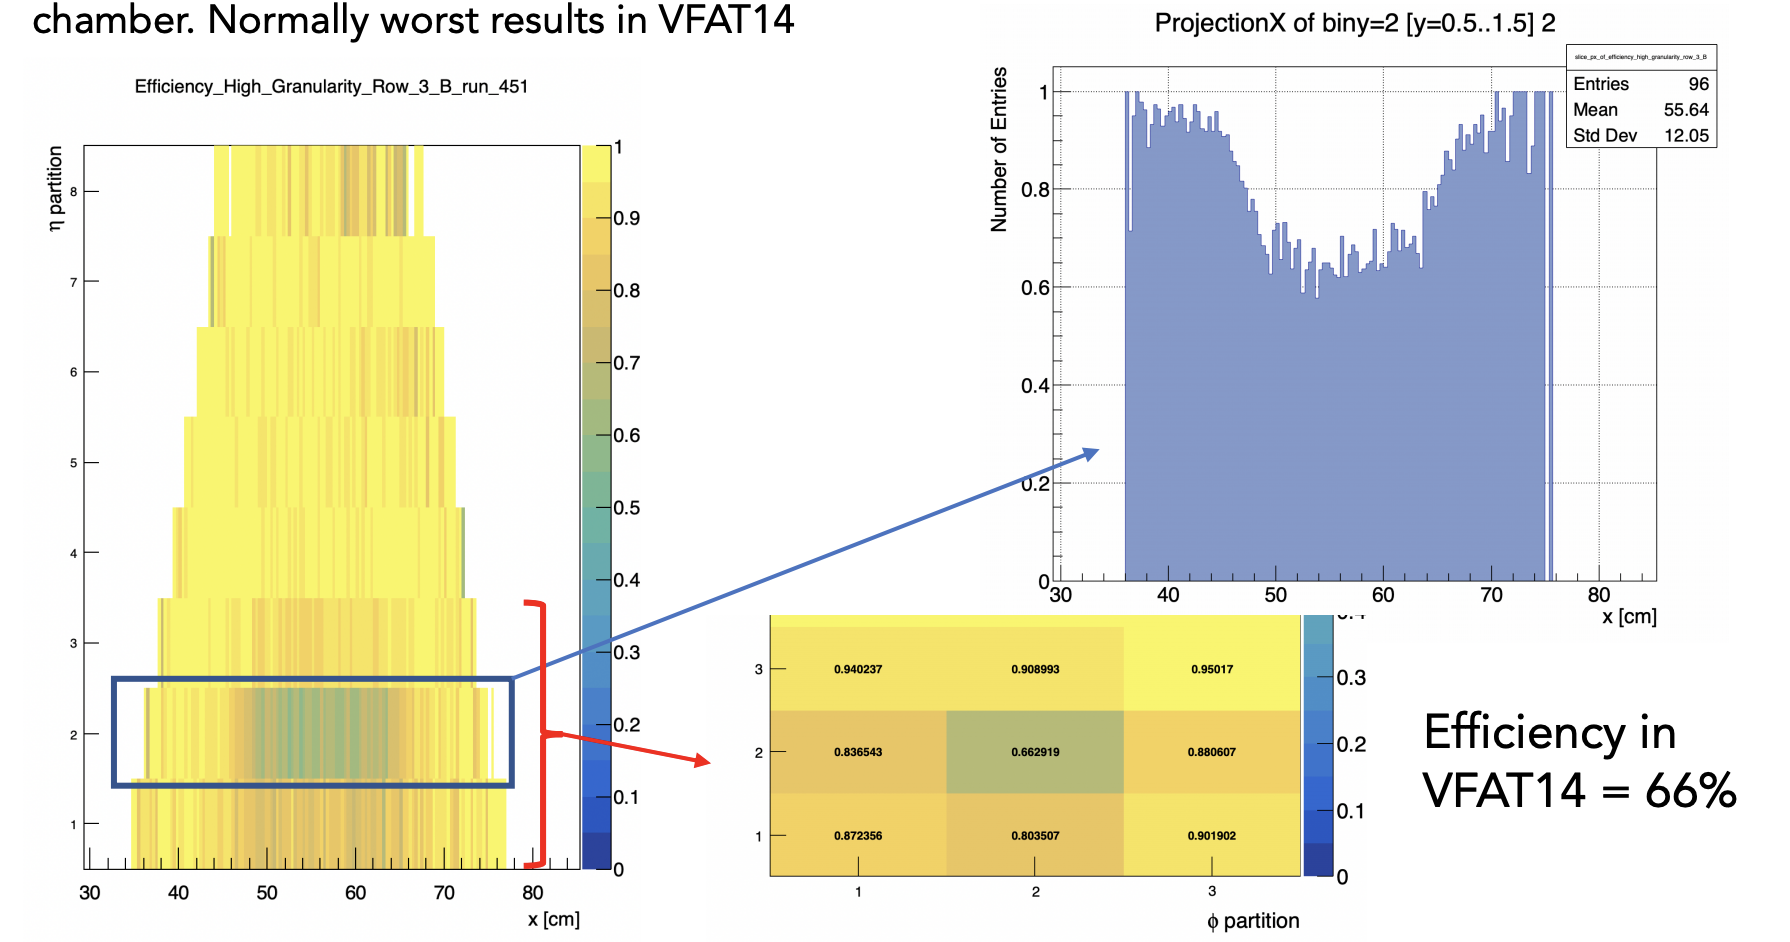 chamber. Normally worst results in VFAT14
Efficiency_High_Granularity_Row_3_B_run_451
η partition
8
7
6
5
4
3
2
1
30 40 50 60 70 80
x [cm]
1
0.9
0.8
0.7
0.6
0.5
0.4
0.3
0.2
0.1
0
ProjectionX of biny=2 [y=0.5..1.5] 2
slice_px_of_efficiency_high_granularity_row_3_B
Entries 96
Mean 55.64
Std Dev 12.05
Number of Entries
1
0.8
0.6
0.4
0.2
0
30 40 50 60 70 80
x [cm]
3 0.940237 0.908993 0.95017
2 0.836543 0.662919 0.880607
1 0.872356 0.803507 0.901902
1 2 3
φ partition
0.4
0.3
0.2
0.1
0
Efficiency in
VFAT14 = 66%